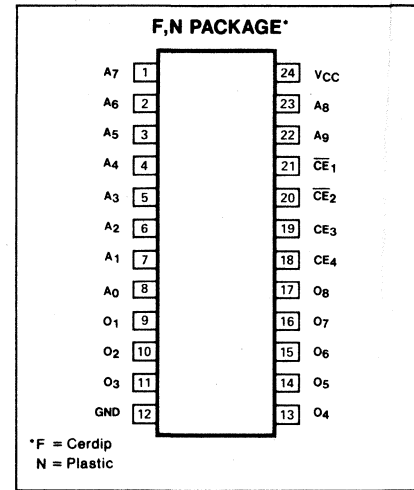 F,N PACKAGE*
A7 1 24 VCC
A6 2 23 A8
A5 3 22 A9
A4 4 21 C̅E̅1
A3 5 20 C̅E̅2
A2 6 19 CE3
A1 7 18 CE4
A0 8 17 O8
O1 9 16 O7
O2 10 15 O6
O3 11 14 O5
GND 12 13 O4
*F = Cerdip
N = Plastic